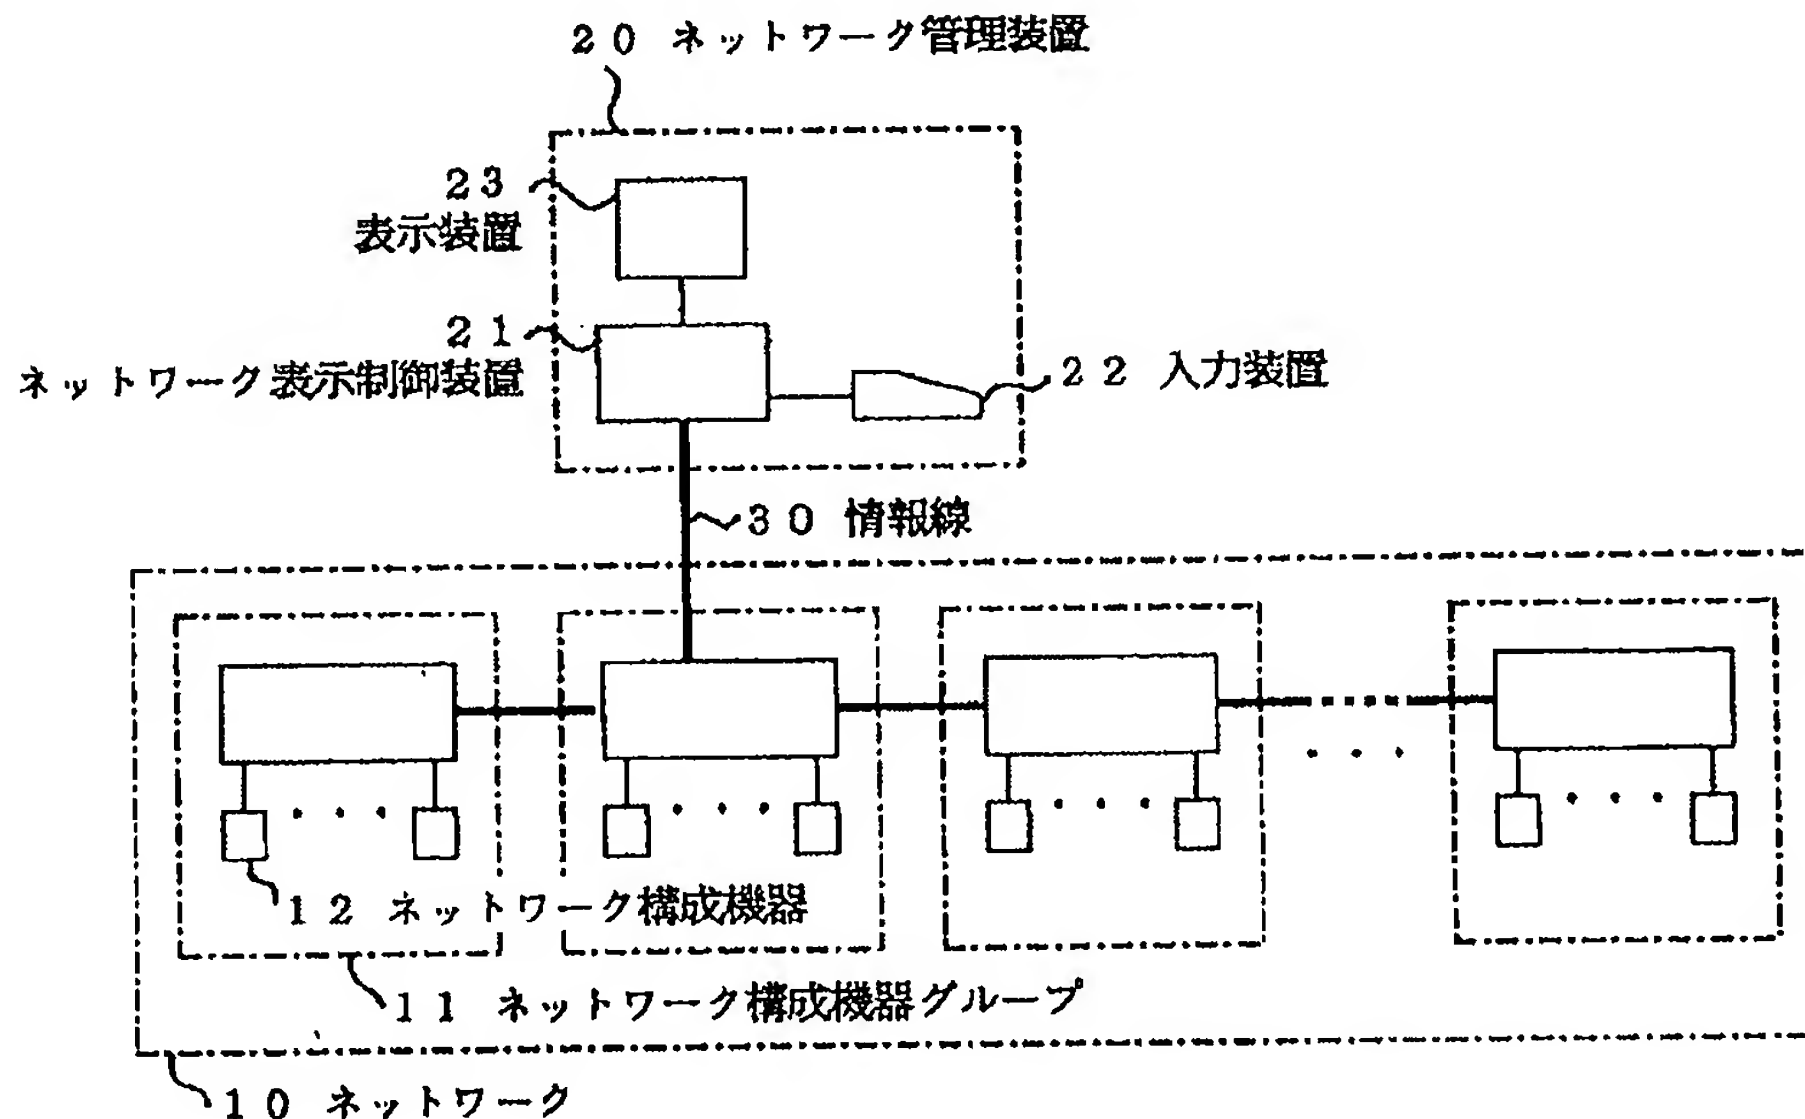 20 ネットワーク管理装置
23
表示装置
21
ネットワーク表示制御装置
22 入力装置
30 情報線
12 ネットワーク構成機器
11 ネットワーク構成機器グループ
10 ネットワーク